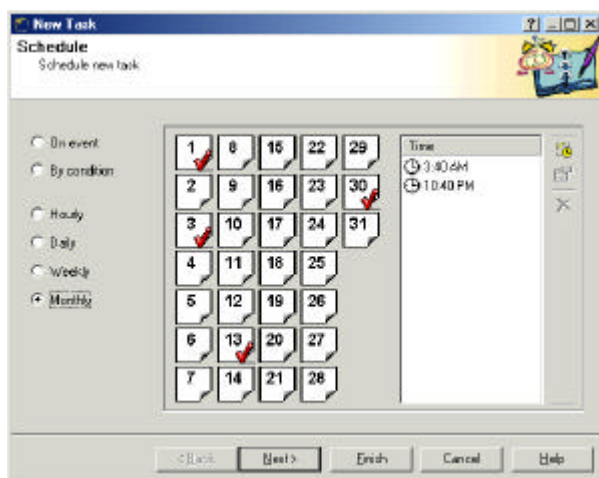 New Task
Schedule
Schedule new task
On event
By condition
Hourly
Daily
Weekly
Monthly
1 8 15 22 29
2 9 16 23 30
3 10 17 24 31
4 11 18 25
5 12 19 26
6 13 20 27
7 14 21 28
Time
3:40 AM
10:40 PM
< Back Next > Finish Cancel Help